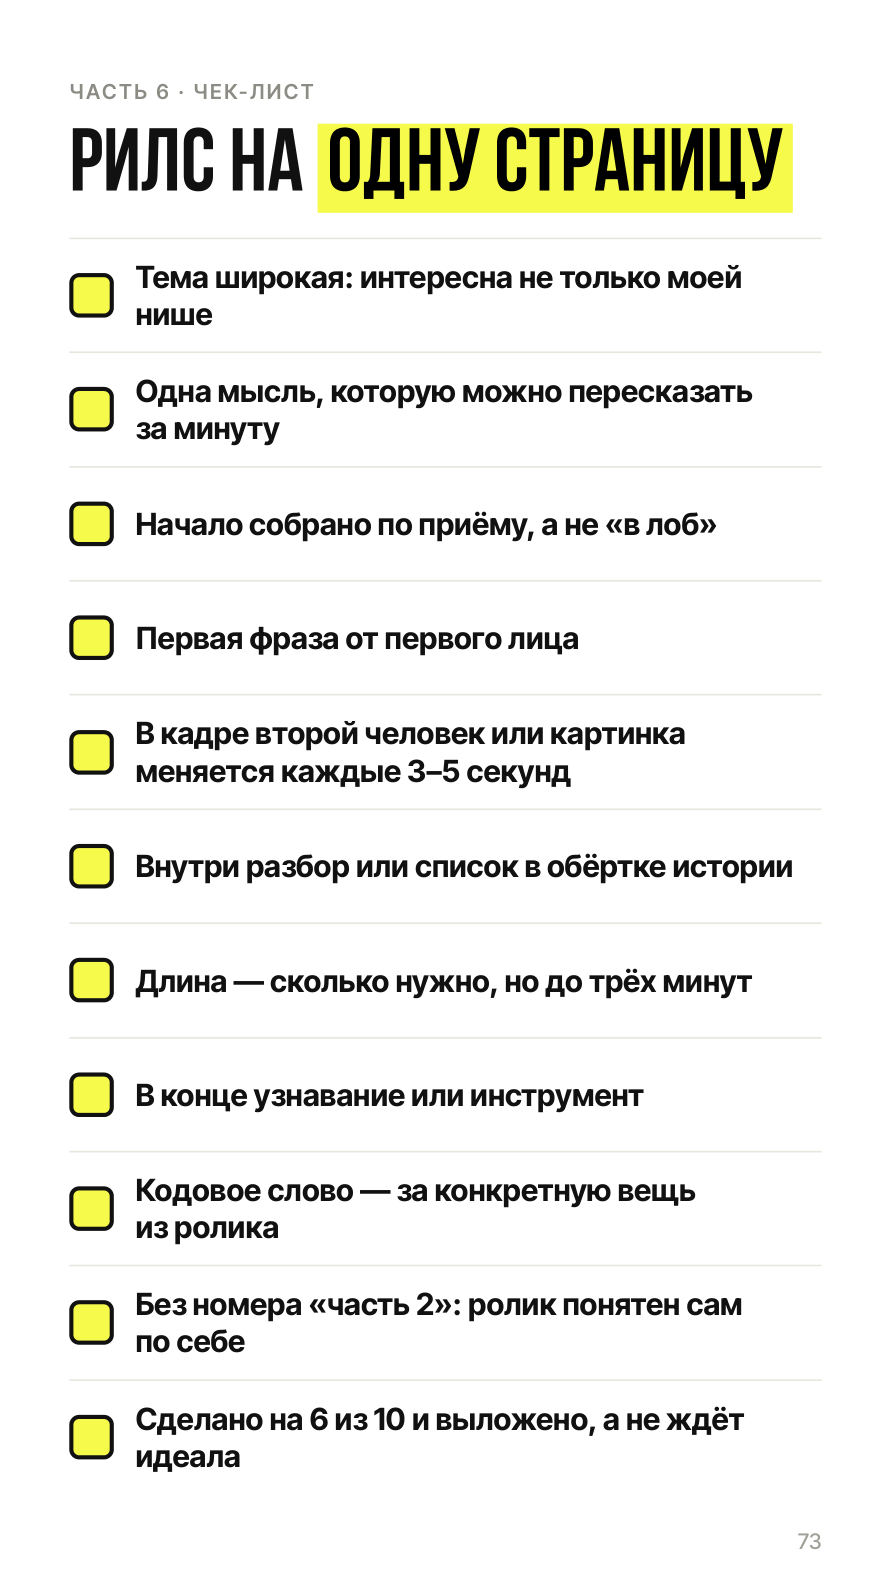 ЧАСТЬ 6 · ЧЕК-ЛИСТ
РИЛС НА ОДНУ СТРАНИЦУ
Тема широкая: интересна не только моей
нише
Одна мысль, которую можно пересказать
за минуту
Начало собрано по приёму, а не «в лоб»
Первая фраза от первого лица
В кадре второй человек или картинка
меняется каждые 3–5 секунд
Внутри разбор или список в обёртке истории
Длина — сколько нужно, но до трёх минут
В конце узнавание или инструмент
Кодовое слово — за конкретную вещь
из ролика
Без номера «часть 2»: ролик понятен сам
по себе
Сделано на 6 из 10 и выложено, а не ждёт
идеала
73